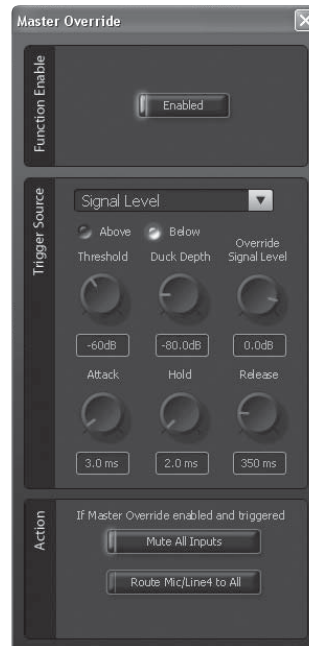 Master Override
Function Enable
Enabled
Trigger Source
Signal Level
Above Below
Threshold Duck Depth Override Signal Level
-60dB -80.0dB 0.0dB
Attack Hold Release
3.0 ms 2.0 ms 350 ms
Action
If Master Override enabled and triggered
Mute All Inputs
Route Mic/Line4 to All